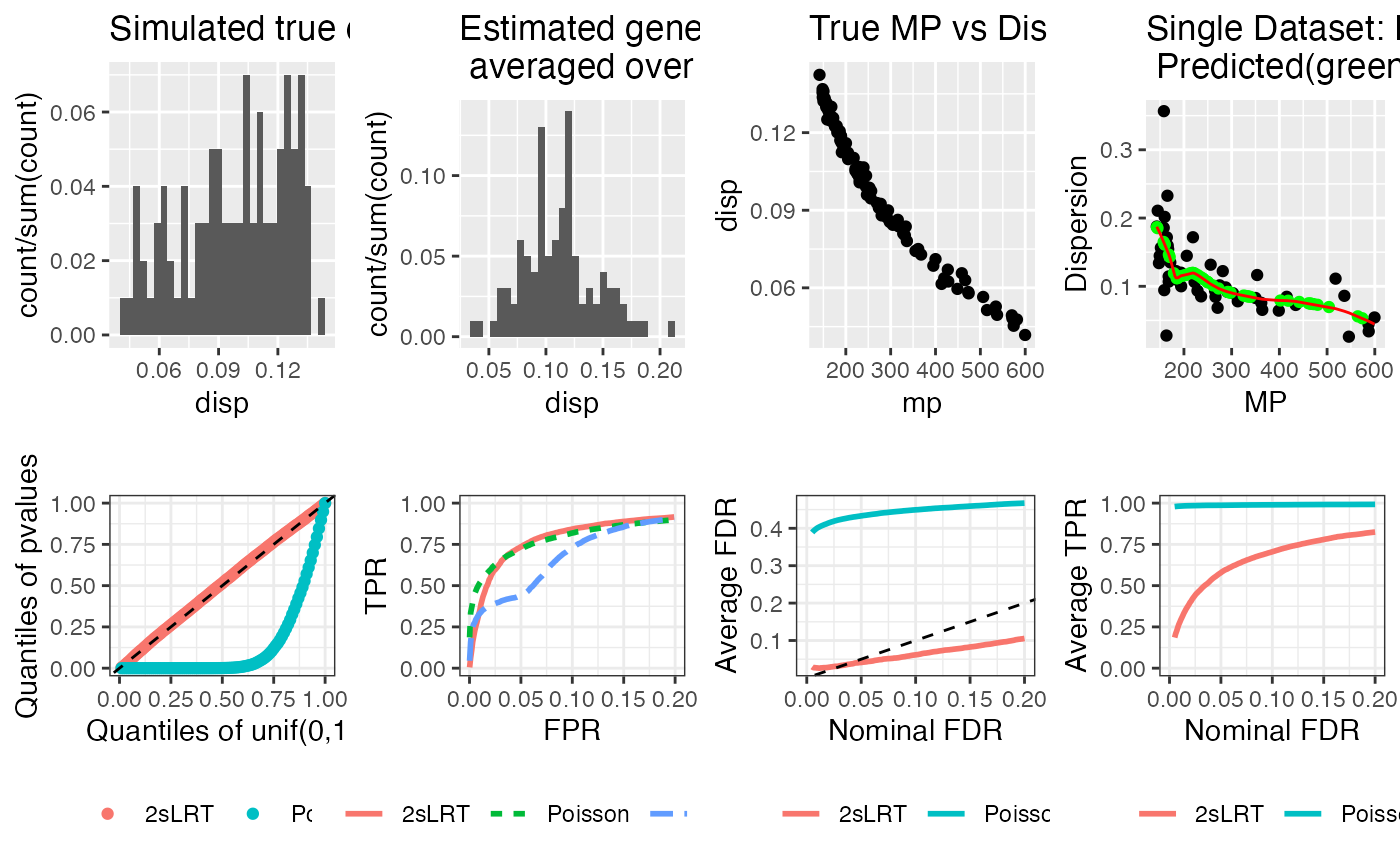 Simulated true
Estimated gene
averaged over
True MP vs Dis
Single Dataset:
Predicted(green
count/sum(count)
0.06
0.04
0.02
0.00
0.06 0.09 0.12
disp
count/sum(count)
0.10
0.05
0.00
0.05 0.10 0.15 0.20
disp
disp
0.12
0.09
0.06
200 300 400 500 600
mp
Dispersion
0.3
0.2
0.1
200 300 400 500 600
MP
Quantiles of pvalues
1.00
0.75
0.50
0.25
0.00
0.00 0.25 0.50 0.75 1.00
Quantiles of unif(0,1
TPR
1.00
0.75
0.50
0.25
0.00
0.00 0.05 0.10 0.15 0.20
FPR
Average FDR
0.4
0.3
0.2
0.1
0.00 0.05 0.10 0.15 0.20
Nominal FDR
Average TPR
1.00
0.75
0.50
0.25
0.00
0.00 0.05 0.10 0.15 0.20
Nominal FDR
2sLRT Po
2sLRT Poisson
2sLRT Poisso
2sLRT Poiss